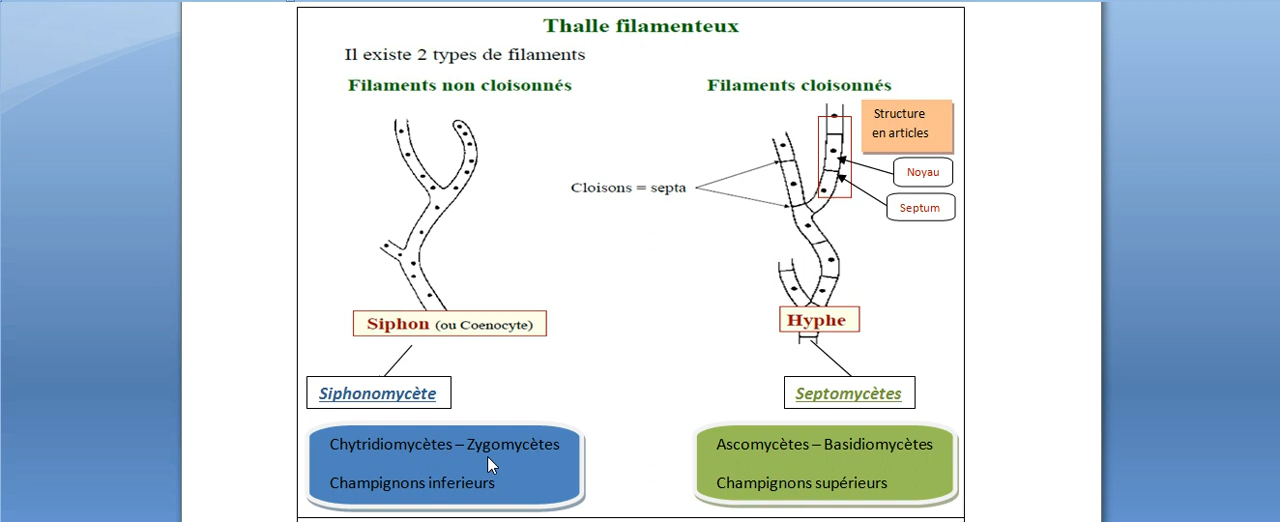 Thalle filamenteux
Il existe 2 types de filaments
Filaments non cloisonnés
Filaments cloisonnés
Structure
en articles
Noyau
Cloisons = septa
Septum
Siphon (ou Coenocyte)
Hyphe
Siphonomycète
Septomycètes
Chytridiomycètes – Zygomycètes
Champignons inferieurs
Ascomycètes – Basidiomycètes
Champignons supérieurs